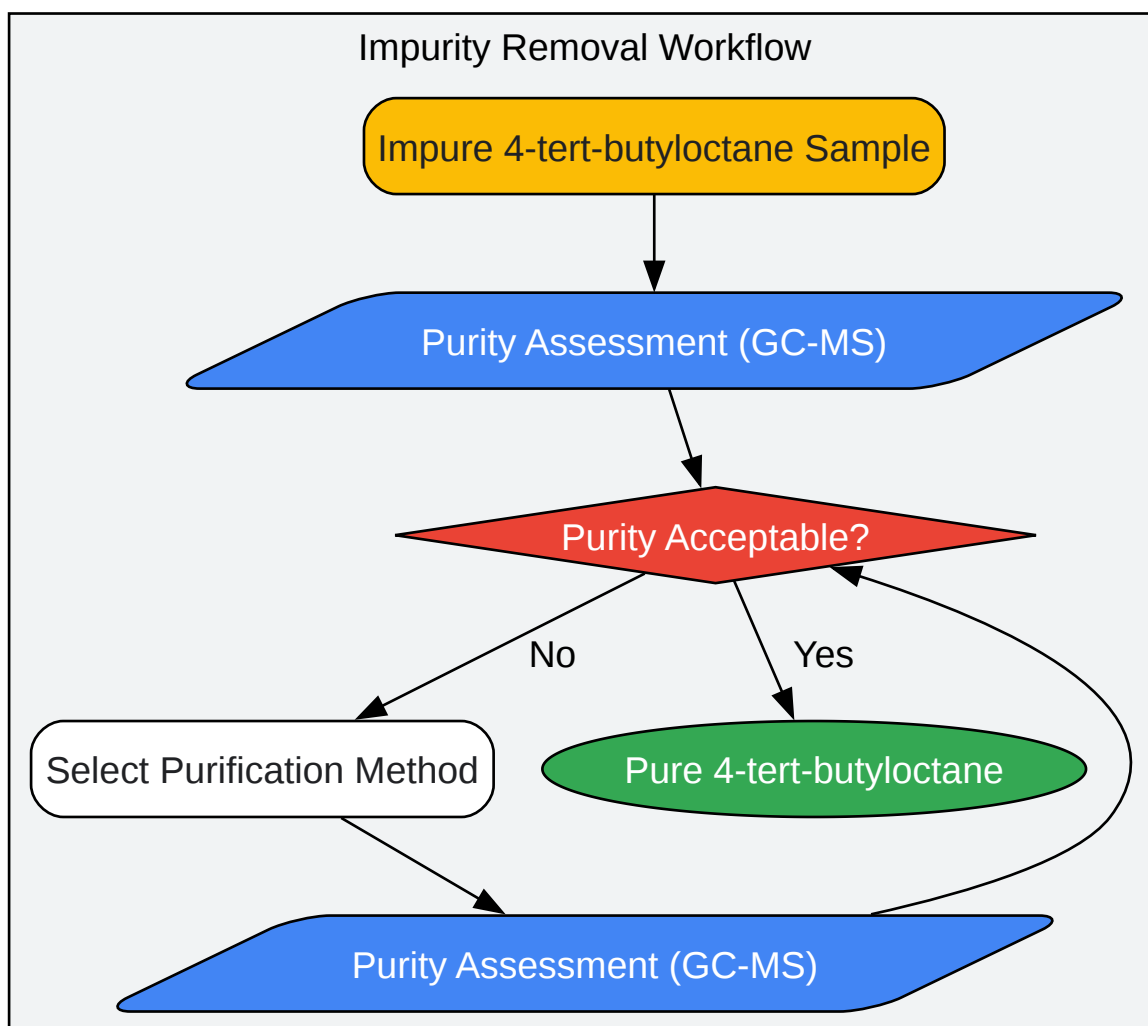 Impurity Removal Workflow
Impure 4-tert-butyloctane Sample
Purity Assessment (GC-MS)
Purity Acceptable?
No
Yes
Select Purification Method
Pure 4-tert-butyloctane
Purity Assessment (GC-MS)